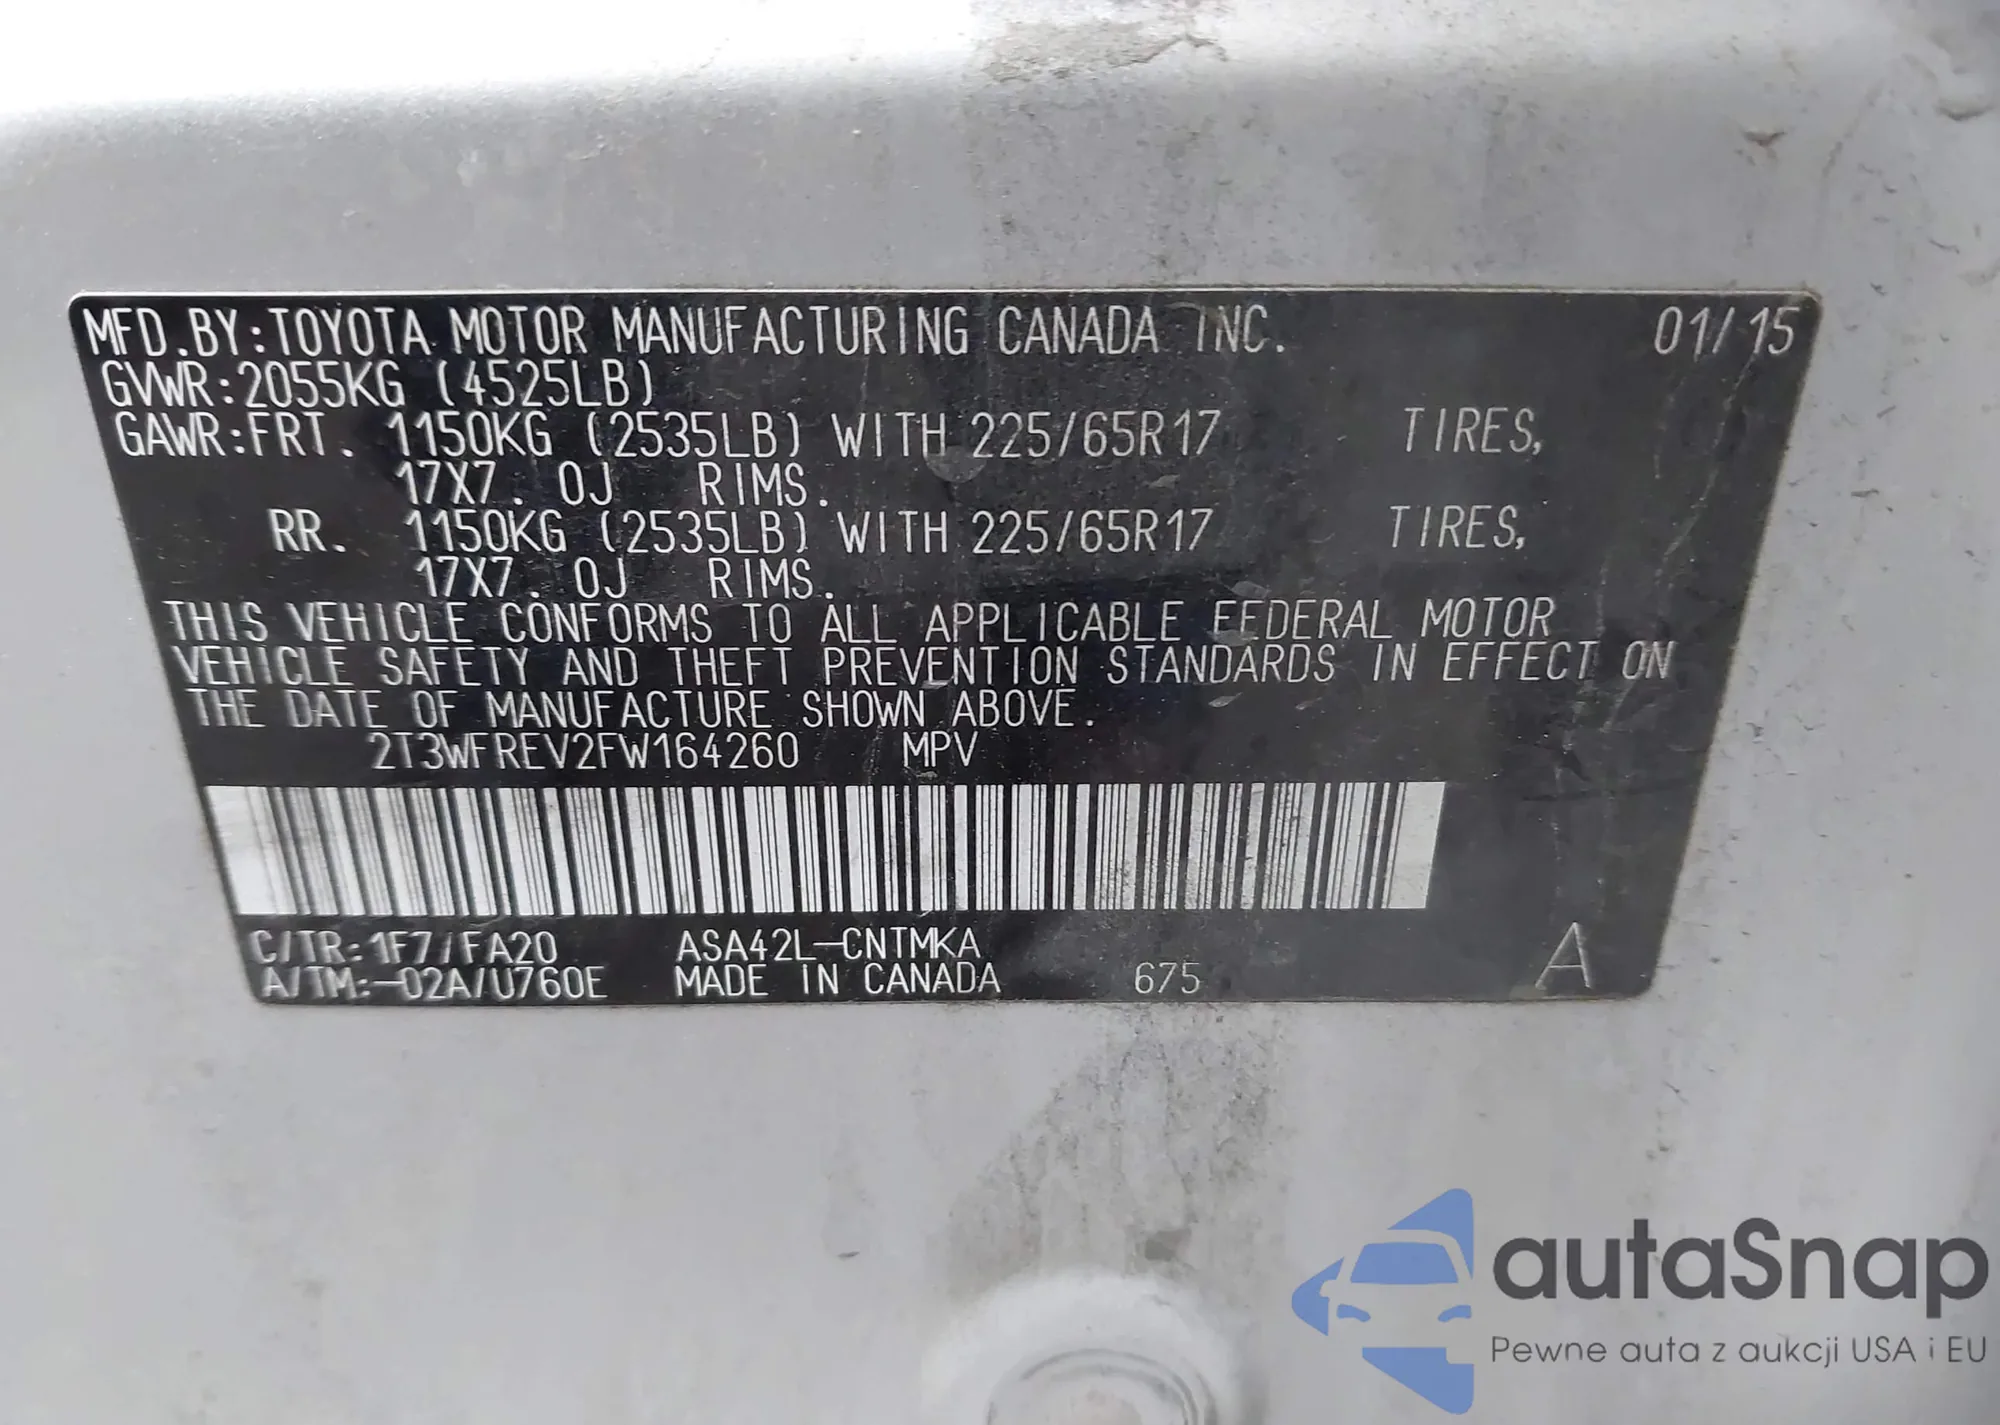 MFD.BY:TOYOTA MOTOR MANUFACTURING CANADA INC. 01/15
GVWR:2055KG (4525LB)
GAWR:FRT. 1150KG (2535LB) WITH 225/65R17 TIRES,
17X7.0J RIMS.
RR. 1150KG (2535LB) WITH 225/65R17 TIRES,
17X7.0J RIMS.
THIS VEHICLE CONFORMS TO ALL APPLICABLE FEDERAL MOTOR
VEHICLE SAFETY AND THEFT PREVENTION STANDARDS IN EFFECT ON
THE DATE OF MANUFACTURE SHOWN ABOVE.
2T3WFREV2FW164260 MPV
C/TR:1F7/FA20 ASA42L-CNTMKA
A/TM:-02A/U760E MADE IN CANADA 675 A
autaSnap
Pewne auta z aukcji USA i EU